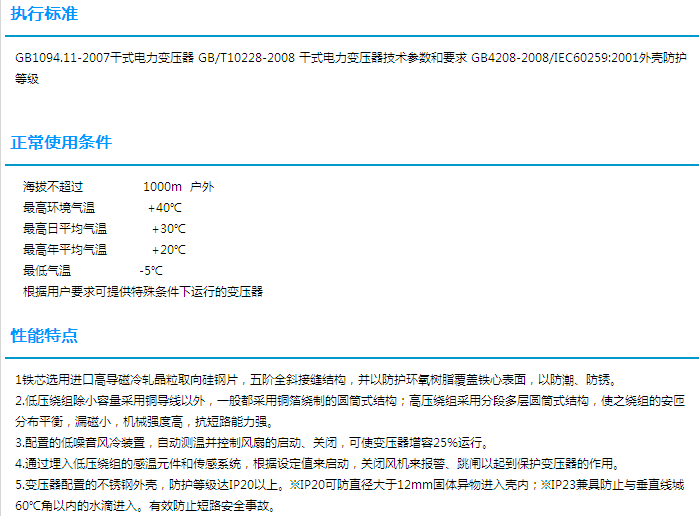 执行标准
GB1094.11-2007干式电力变压器 GB/T10228-2008 干式电力变压器技术参数和要求 GB4208-2008/IEC60259:2001外壳防护
等级
正常使用条件
海拔不超过 1000m 户外
最高环境气温 +40℃
最高日平均气温 +30℃
最高年平均气温 +20℃
最低气温 -5℃
根据用户要求可提供特殊条件下运行的变压器
性能特点
1铁芯选用进口高导磁冷轧晶粒取向硅钢片，五阶全斜接缝结构，并以防护环氧树脂覆盖铁心表面，以防潮、防锈。
2.低压绕组除小容量采用铜导线以外，一般都采用铜箔绕制的圆筒式结构；高压绕组采用分段多层圆筒式结构，使之绕组的安匝
分布平衡，漏磁小，机械强度高，抗短路能力强。
3.配置的低噪音风冷装置，自动测温并控制风扇的启动、关闭，可使变压器增容25%运行。
4.通过埋入低压绕组的感温元件和传感系统，根据设定值来启动，关闭风机来报警、跳闸以起到保护变压器的作用。
5.变压器配置的不锈钢外壳，防护等级达IP20以上。※IP20可防直径大于12mm固体异物进入壳内；※IP23兼具防止与垂直线城
60℃角以内的水滴进入。有效防止短路安全事故。